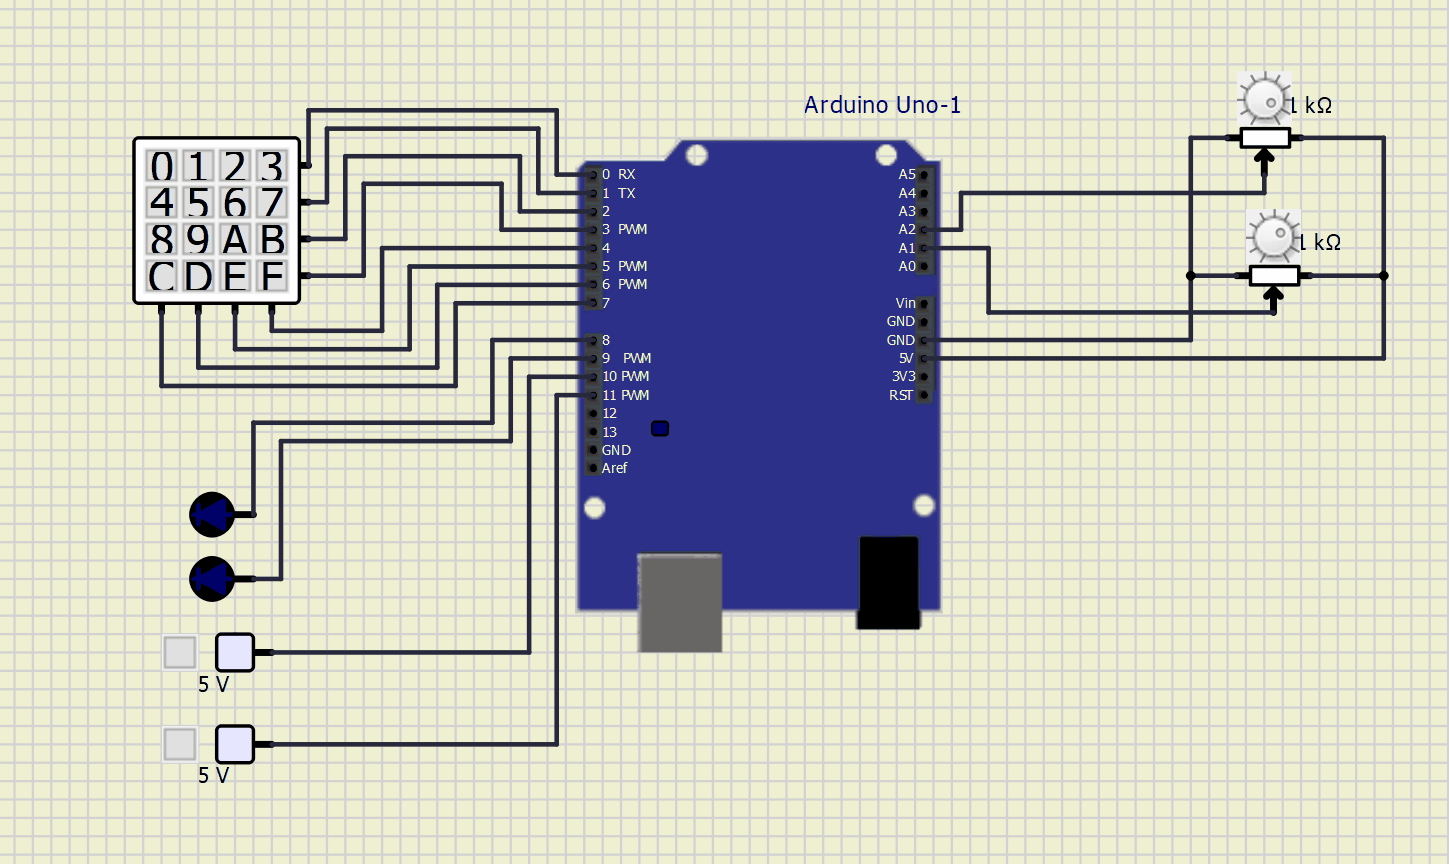 Arduino Uno-1
1 kΩ
1 kΩ
0 1 2 3
4 5 6 7
8 9 A B
C D E F
0 RX
1 TX
2
3 PWM
4
5 PWM
6 PWM
7
8
9 PWM
10 PWM
11 PWM
12
13
GND
Aref
A5
A4
A3
A2
A1
A0
Vin
GND
GND
5V
3V3
RST
5 V
5 V